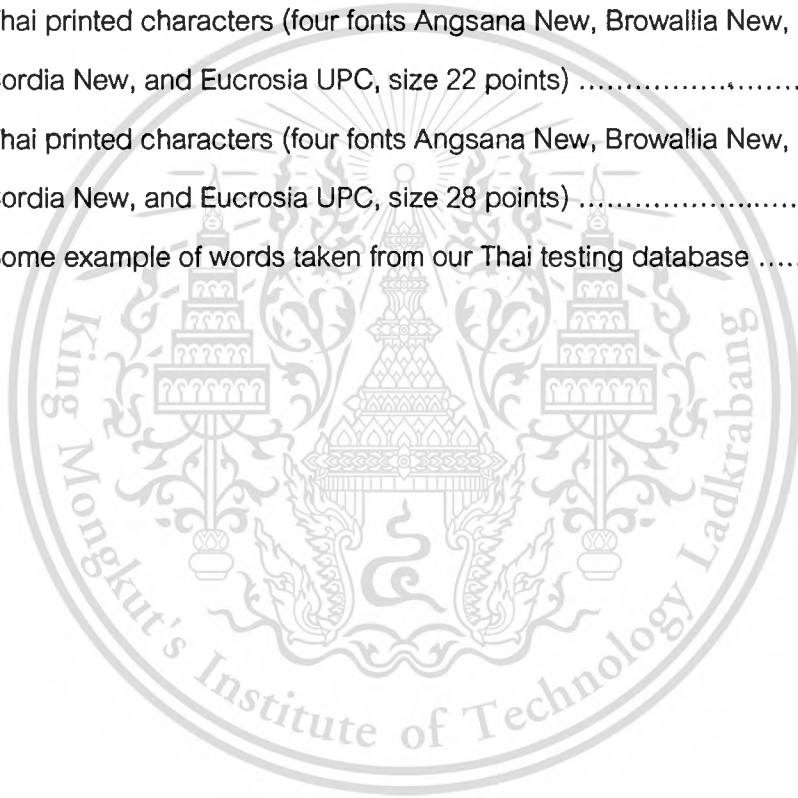 hai printed characters (four fonts Angsana New, Browallia New,
ordia New, and Eucrosia UPC, size 22 points) ............................
hai printed characters (four fonts Angsana New, Browallia New,
ordia New, and Eucrosia UPC, size 28 points) ............................
ome example of words taken from our Thai testing database .....
King Mongkut's Institute of Technology Ladkrabang